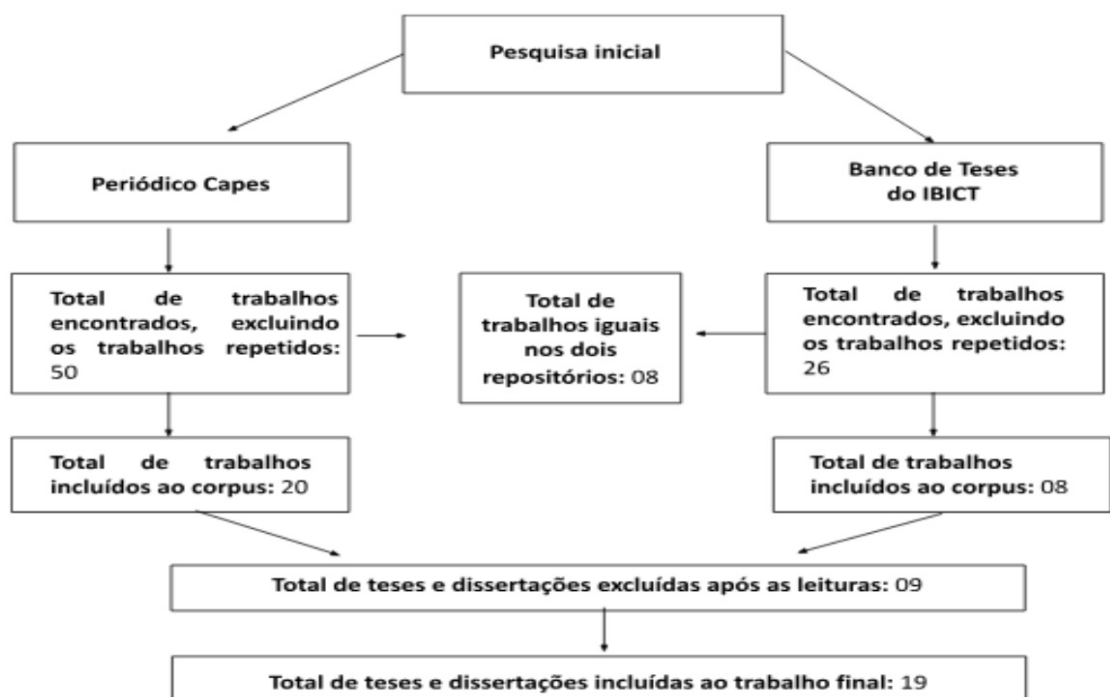 Pesquisa inicial
Periódico Capes
Banco de Teses
do IBICT
Total de trabalhos
encontrados, excluindo
os trabalhos repetidos:
50
Total de
trabalhos iguais
nos dois
repositórios: 08
Total de trabalhos
encontrados, excluindo
os trabalhos repetidos:
26
Total de trabalhos
incluídos ao corpus: 20
Total de trabalhos
incluídos ao corpus: 08
Total de teses e dissertações excluídas após as leituras: 09
Total de teses e dissertações incluídas ao trabalho final: 19